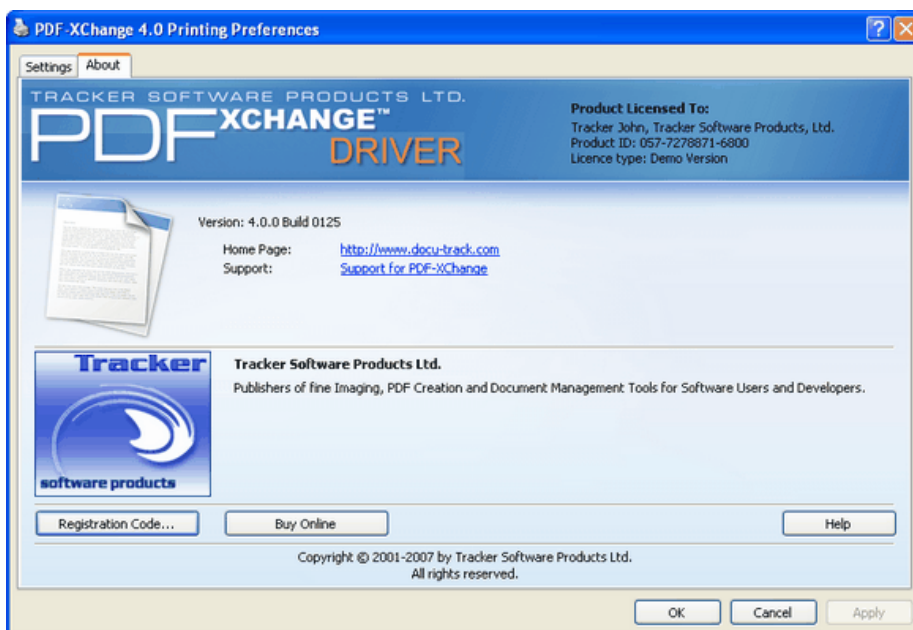 PDF-XChange 4.0 Printing Preferences
Settings
About
TRACKER SOFTWARE PRODUCTS LTD.
PDF XCHANGE™
DRIVER
Product Licensed To:
Tracker John, Tracker Software Products, Ltd.
Product ID: 057-7278871-6800
Licence type: Demo Version
Version: 4.0.0 Build 0125
Home Page: http://www.docu-track.com
Support: Support for PDF-XChange
Tracker
software products
Tracker Software Products Ltd.
Publishers of fine Imaging, PDF Creation and Document Management Tools for Software Users and Developers.
Registration Code...
Buy Online
Help
Copyright © 2001-2007 by Tracker Software Products Ltd.
All rights reserved.
OK
Cancel
Apply